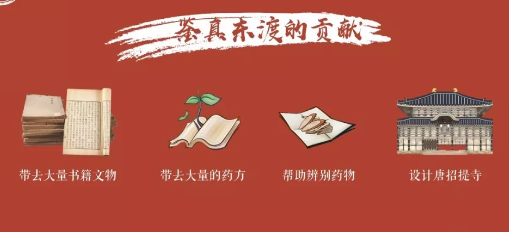 鉴真东渡的贡献
带去大量书籍文物
带去大量的药方
帮助辨别药物
设计唐招提寺